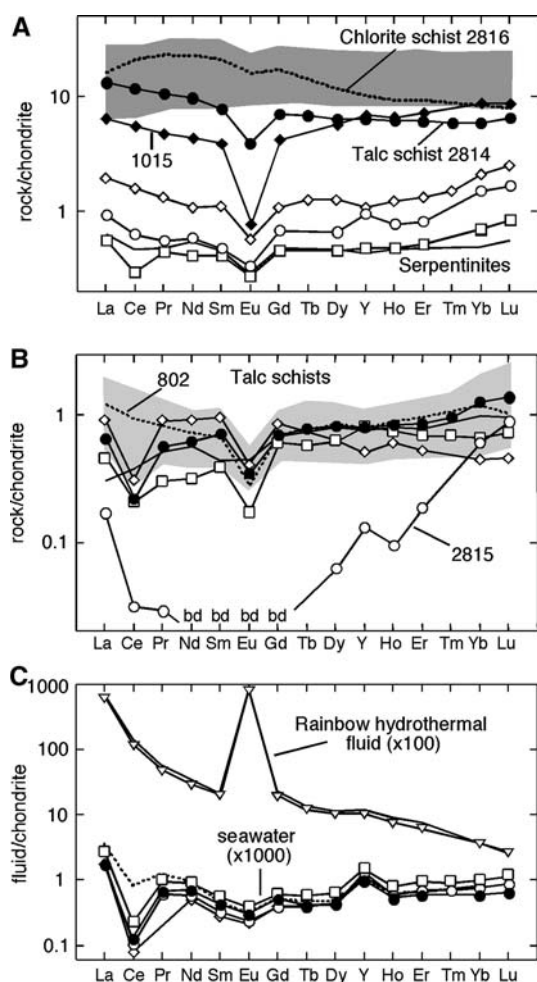 A
Chlorite schist 2816
10
1015
Talc schist 2814
rock/chondrite
1
Serpentinites
La Ce Pr Nd Sm Eu Gd Tb Dy Y Ho Er Tm Yb Lu
B
802
Talc schists
1
rock/chondrite
0.1
2815
bd bd bd bd
La Ce Pr Nd Sm Eu Gd Tb Dy Y Ho Er Tm Yb Lu
C
1000
Rainbow hydrothermal
fluid (x100)
100
fluid/chondrite
10
seawater
(x1000)
1
0.1
La Ce Pr Nd Sm Eu Gd Tb Dy Y Ho Er Tm Yb Lu